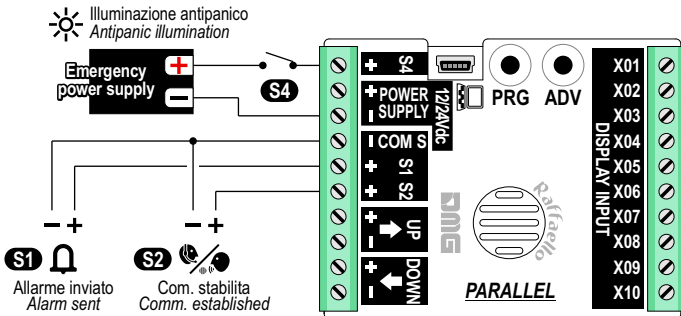 Illuminazione antipanico
Antipanic illumination
Emergency
power supply
+
−
S4
S1
Allarme inviato
Alarm sent
S2
Com. stabilita
Comm. established
− +
− +
+ S4
+ POWER
− SUPPLY
12/24Vdc
− COM S
+ S1
+ S2
+ UP
−
+ DOWN
−
PRG
ADV
DMG
Raffaello
PARALLEL
DISPLAY INPUT
X01
X02
X03
X04
X05
X06
X07
X08
X09
X10